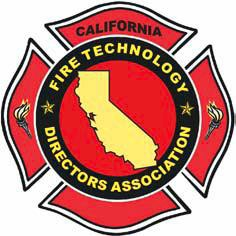 CALIFORNIA
FIRE TECHNOLOGY
DIRECTORS ASSOCIATION